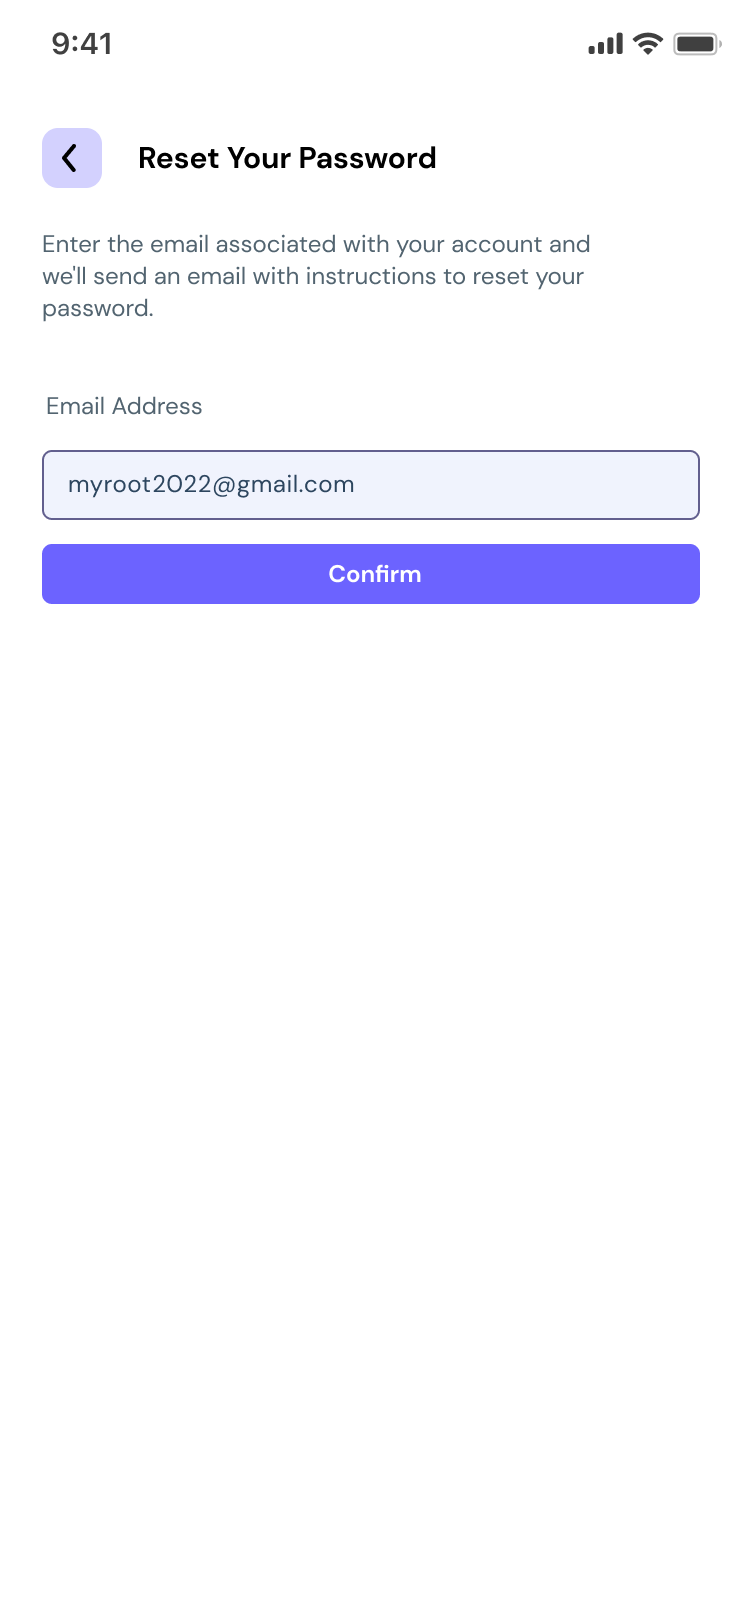 9:41
Reset Your Password
Enter the email associated with your account and
we'll send an email with instructions to reset your
password.
Email Address
myroot2022@gmail.com
Confirm